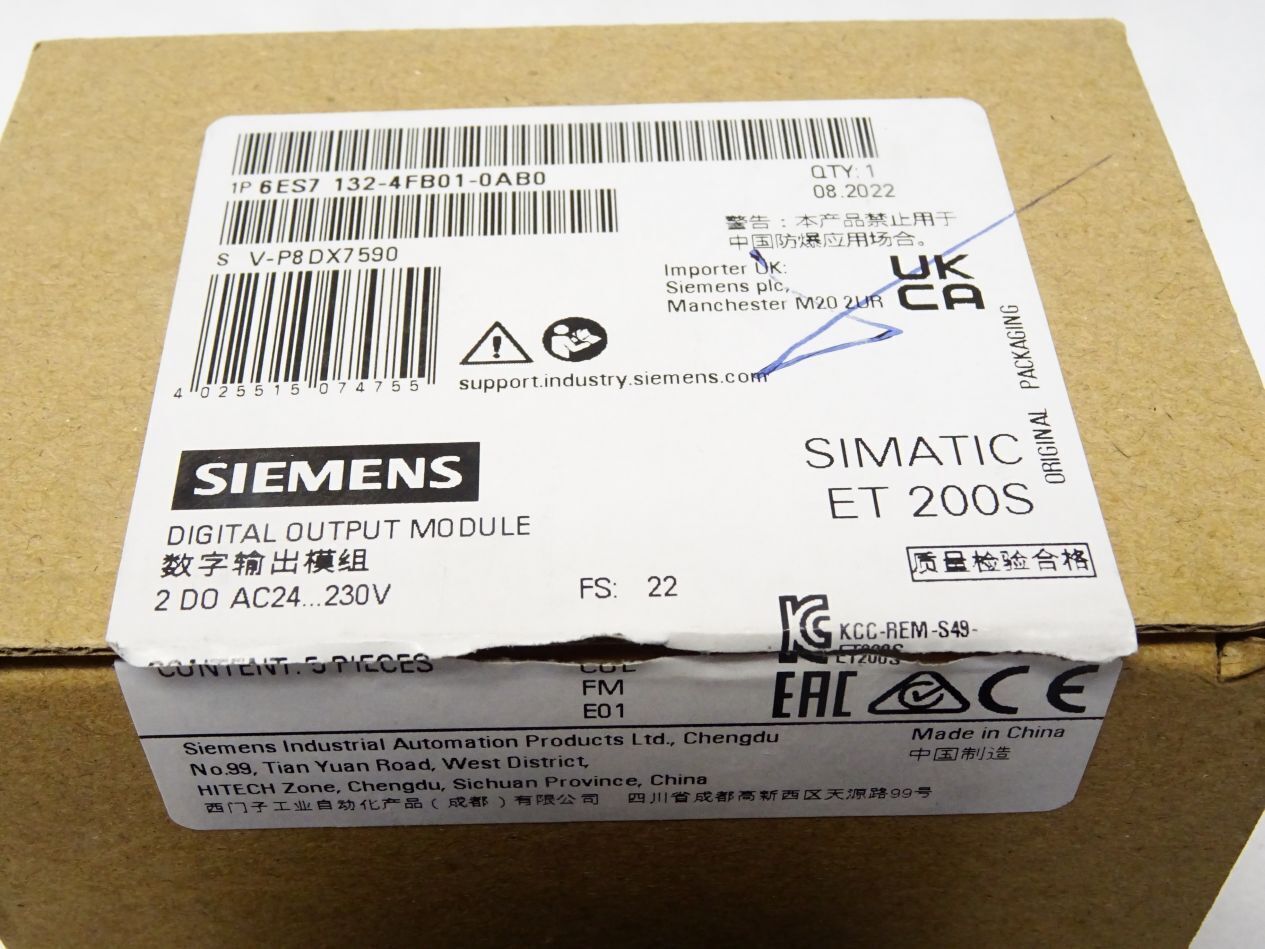 1P 6ES7 132-4FB01-0AB0
QTY: 1
08.2022
S V-P8DX7590
警告：本产品禁止用于
中国防爆应用场合。
Importer UK:
Siemens plc,
Manchester M20 2UR
UK
CA
4 025515 074755
support.industry.siemens.com
ORIGINAL PACKAGING
SIEMENS
SIMATIC
ET 200S
DIGITAL OUTPUT MODULE
数字输出模组
2 DO AC24...230V
FS: 22
质量检验合格
KCC-REM-S49-
ET200S
CONTENT: 5 PIECES
FM
E01
EAC
CE
Siemens Industrial Automation Products Ltd., Chengdu
No.99, Tian Yuan Road, West District,
HITECH Zone, Chengdu, Sichuan Province, China
西门子工业自动化产品（成都）有限公司 四川省成都高新西区天源路99号
Made in China
中国制造